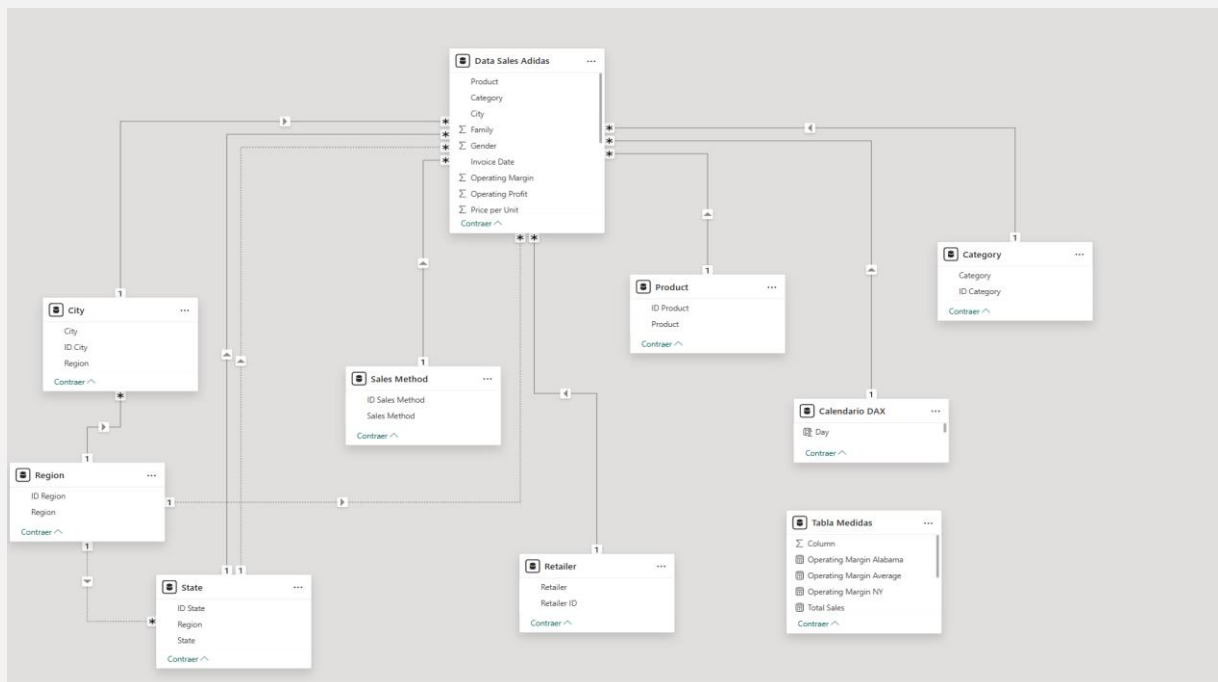 Data Sales Adidas
Product
Category
City
Family
Gender
Invoice Date
Operating Margin
Operating Profit
Price per Unit
Contraer
City
City
ID City
Region
Contraer
Sales Method
ID Sales Method
Sales Method
Contraer
Product
ID Product
Product
Contraer
Category
Category
ID Category
Contraer
Calendario DAX
Day
Contraer
Region
ID Region
Region
Contraer
State
ID State
Region
State
Contraer
Retailer
Retailer
Retailer ID
Contraer
Tabla Medidas
Column
Operating Margin Alabama
Operating Margin Average
Operating Margin NY
Total Sales
Contraer